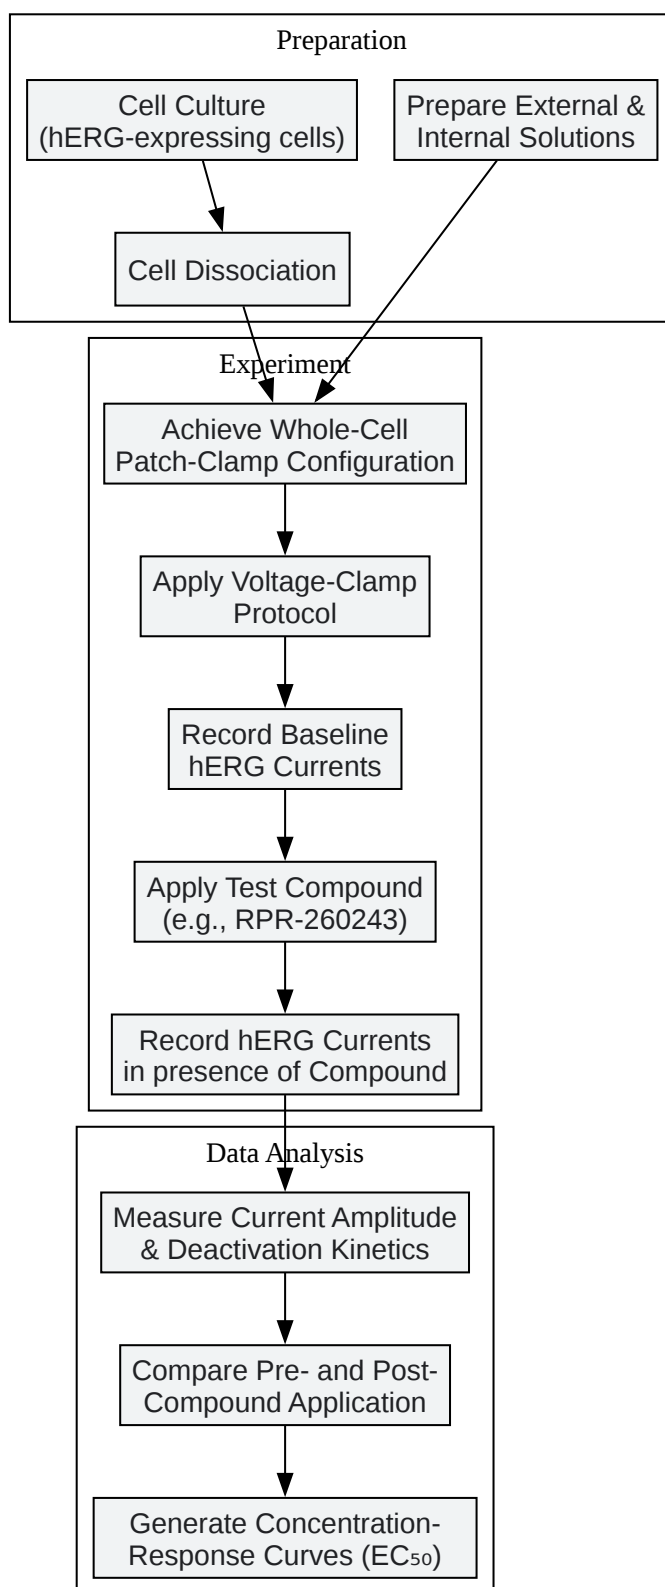 Preparation
Cell Culture
(hERG-expressing cells)
Prepare External &
Internal Solutions
Cell Dissociation
Experiment
Achieve Whole-Cell
Patch-Clamp Configuration
Apply Voltage-Clamp
Protocol
Record Baseline
hERG Currents
Apply Test Compound
(e.g., RPR-260243)
Record hERG Currents
in presence of Compound
Data Analysis
Measure Current Amplitude
& Deactivation Kinetics
Compare Pre- and Post-
Compound Application
Generate Concentration-
Response Curves (EC₅₀)